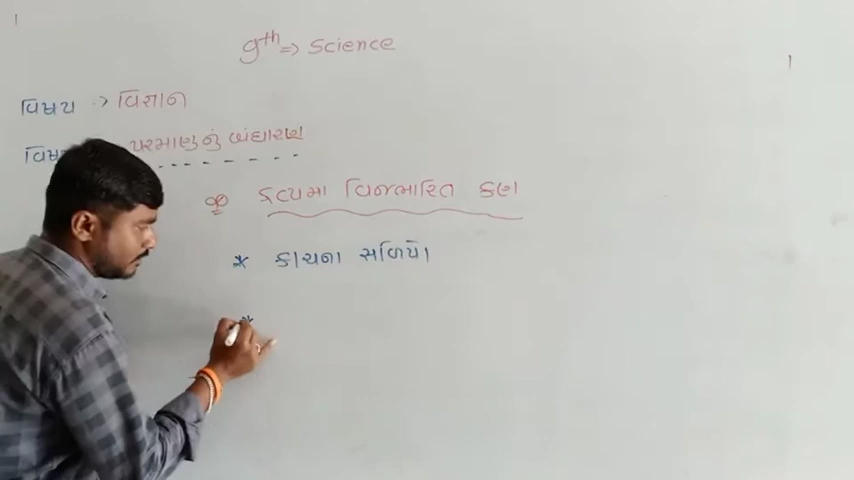 9th => Science
વિષય -> વિજ્ઞાન
પરમાણુનું બંધારણ
દ્રવ્યમા વિજભારિત કણ
* કાચના સળિયો
*